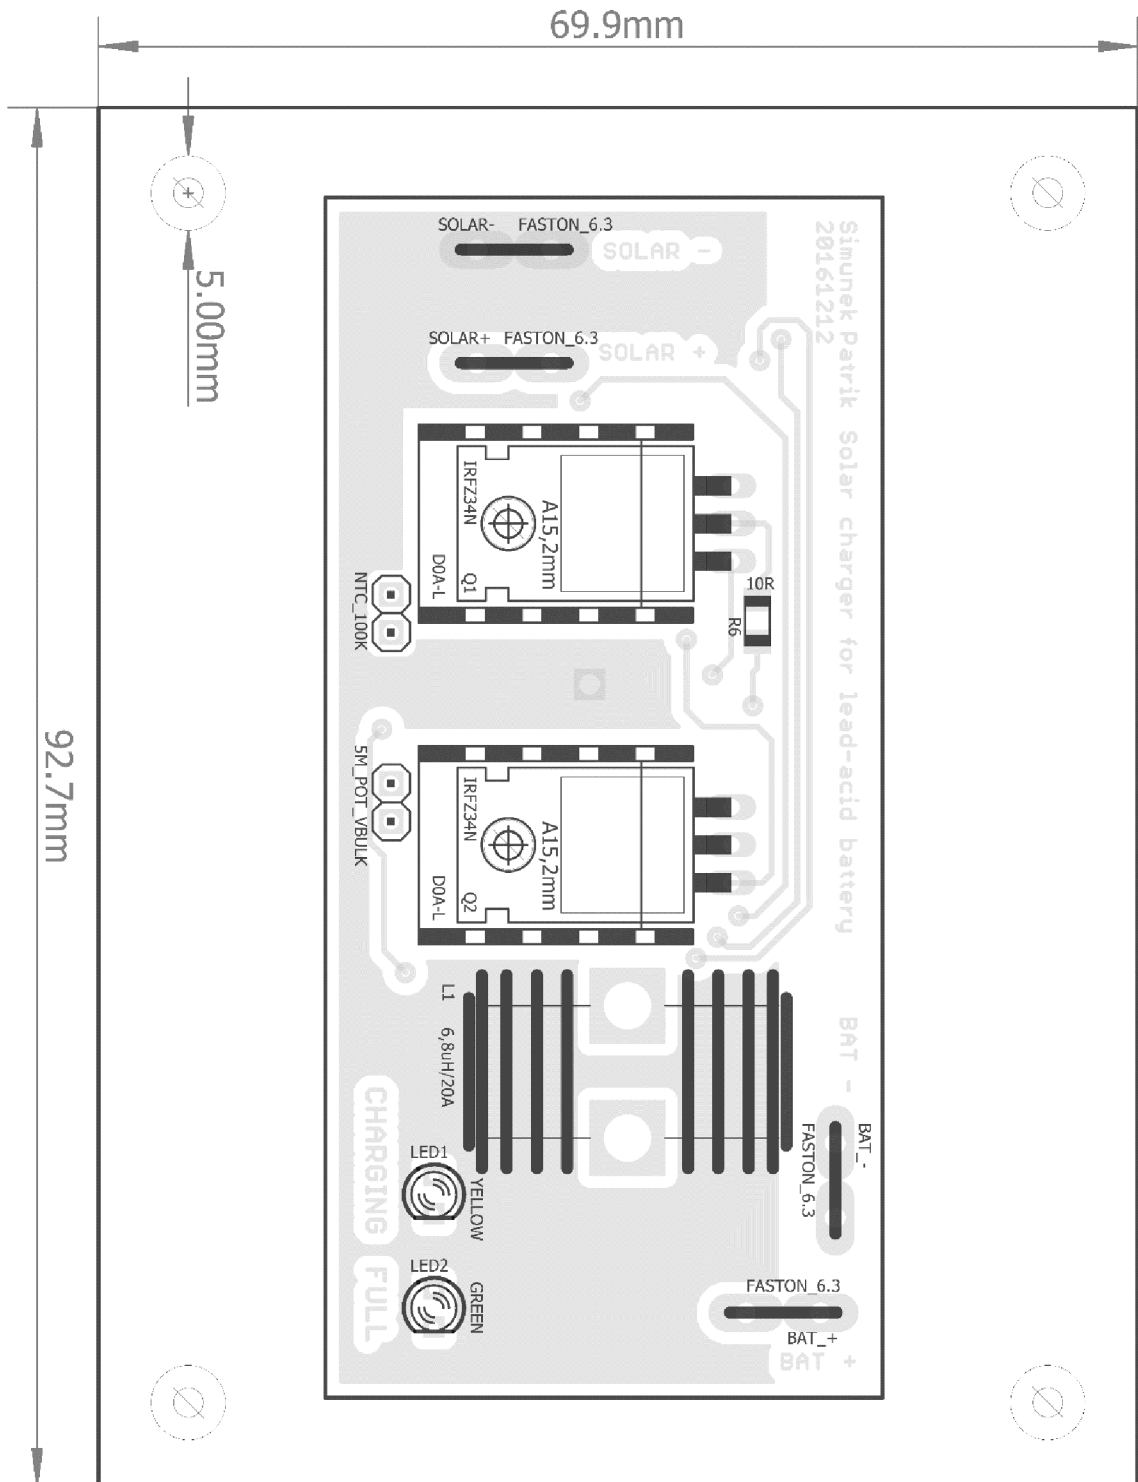 69.9mm
5.00mm
92.7mm
SOLAR- FASTON_6.3
SOLAR -
SOLAR+ FASTON_6.3
SOLAR +
Simunek Patrik Solar charger for lead-acid battery
20161212
IRFZ34N
A15,2mm
D0A-L
Q1
NTC_100K
10R
R6
5M_POT_VBULK
IRFZ34N
A15,2mm
D0A-L
Q2
L1
6,8uH/20A
BAT -
BAT_-
FASTON_6.3
CHARGING
LED1
YELLOW
FULL
LED2
GREEN
FASTON_6.3
BAT_+
BAT +